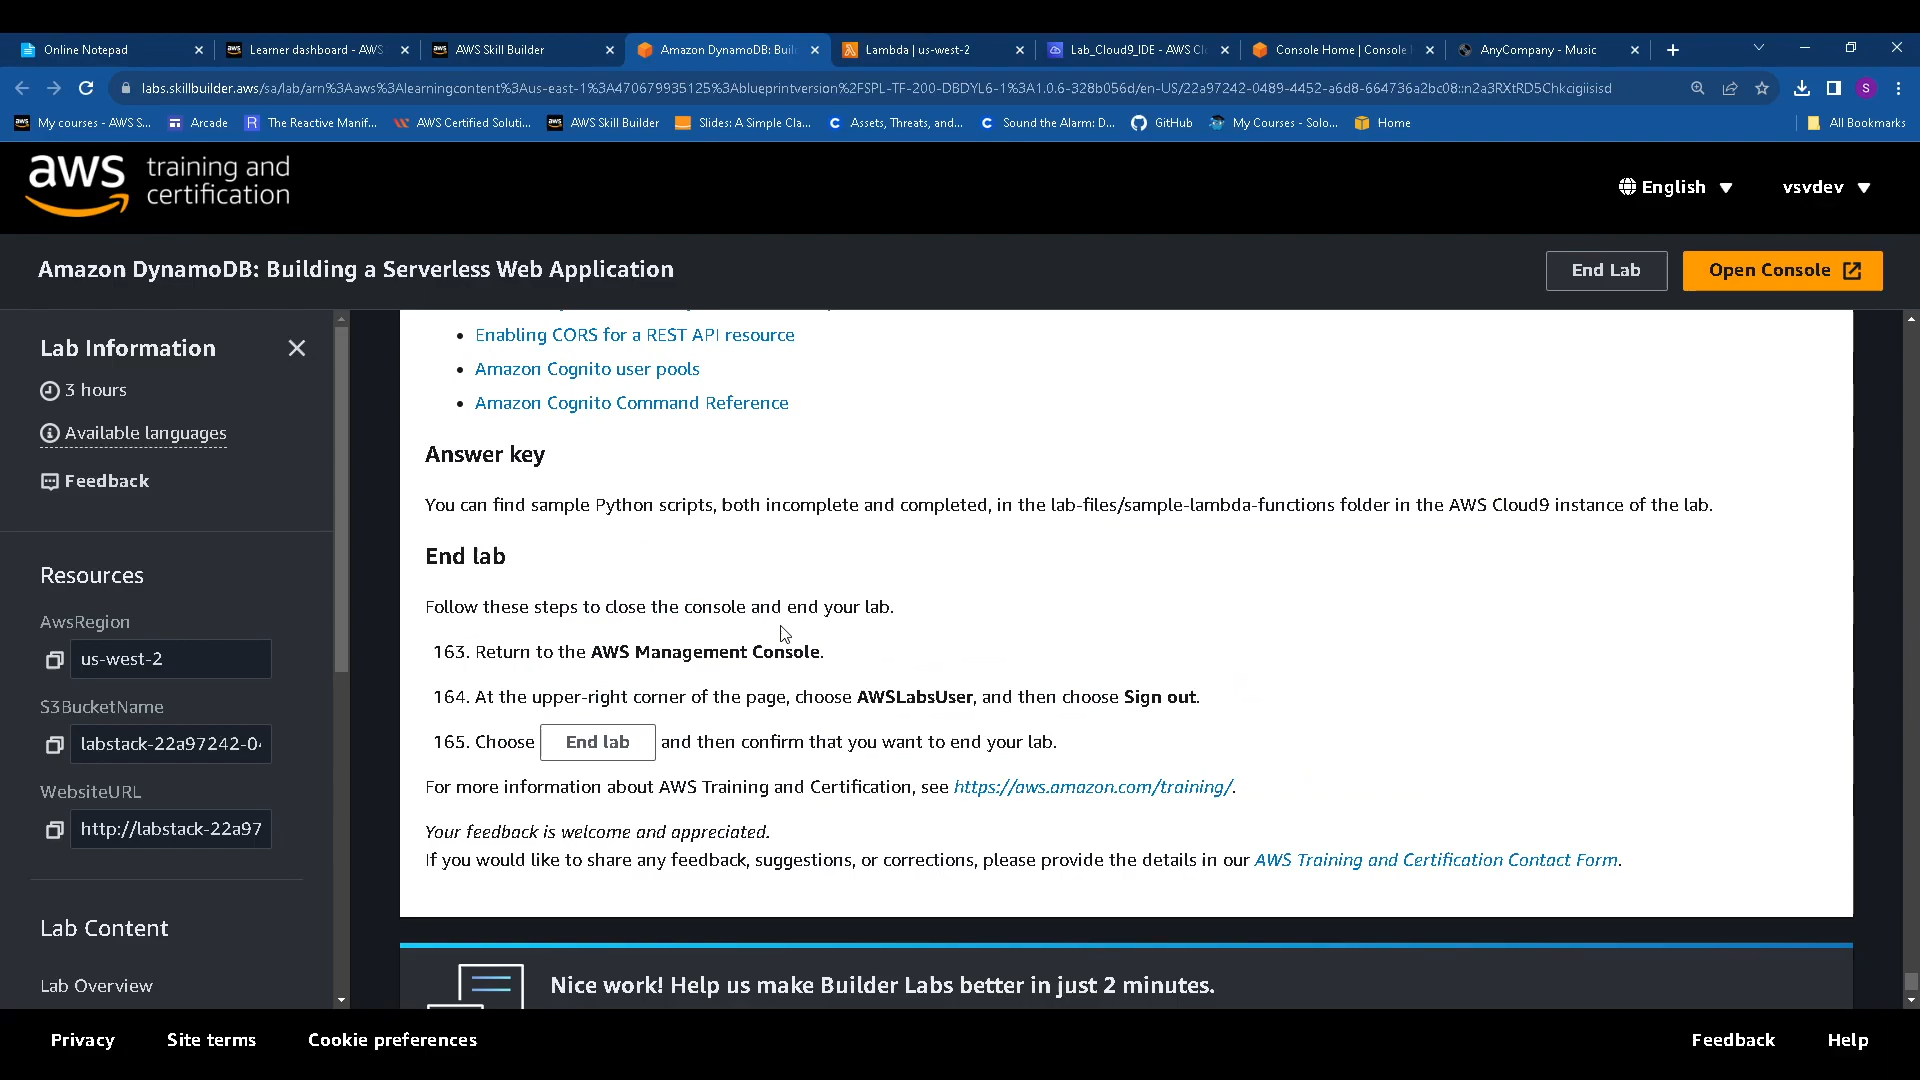 Online Notepad
Learner dashboard - AWS
AWS Skill Builder
Amazon DynamoDB: Buil
Lambda | us-west-2
Lab_Cloud9_IDE - AWS Cl
Console Home | Console
AnyCompany - Music
labs.skillbuilder.aws/sa/lab/arn%3Aaws%3Alearningcontent%3Aus-east-1%3A470679935125%3Ablueprintversion%2FSPL-TF-200-DBDYL6-1%3A1.0.6-328b056d/en-US/22a97242-0489-4452-a6d8-664736a2bc08::n2a3RXtRD5Chkcigiisisd
S
My courses - AWS S...
Arcade
The Reactive Manif...
AWS Certified Soluti...
AWS Skill Builder
Slides: A Simple Cla...
Assets, Threats, and...
Sound the Alarm: D...
GitHub
My Courses - Solo...
Home
All Bookmarks
aws training and certification
English
vsvdev
Amazon DynamoDB: Building a Serverless Web Application
End Lab
Open Console
Lab Information
3 hours
Available languages
Feedback
Resources
AwsRegion
us-west-2
S3BucketName
labstack-22a97242-04
WebsiteURL
http://labstack-22a97
Lab Content
Lab Overview
• Enabling CORS for a REST API resource
• Amazon Cognito user pools
• Amazon Cognito Command Reference
Answer key
You can find sample Python scripts, both incomplete and completed, in the lab-files/sample-lambda-functions folder in the AWS Cloud9 instance of the lab.
End lab
Follow these steps to close the console and end your lab.
163. Return to the AWS Management Console.
164. At the upper-right corner of the page, choose AWSLabsUser, and then choose Sign out.
165. Choose End lab and then confirm that you want to end your lab.
For more information about AWS Training and Certification, see https://aws.amazon.com/training/.
Your feedback is welcome and appreciated.
If you would like to share any feedback, suggestions, or corrections, please provide the details in our AWS Training and Certification Contact Form.
Nice work! Help us make Builder Labs better in just 2 minutes.
Privacy
Site terms
Cookie preferences
Feedback
Help